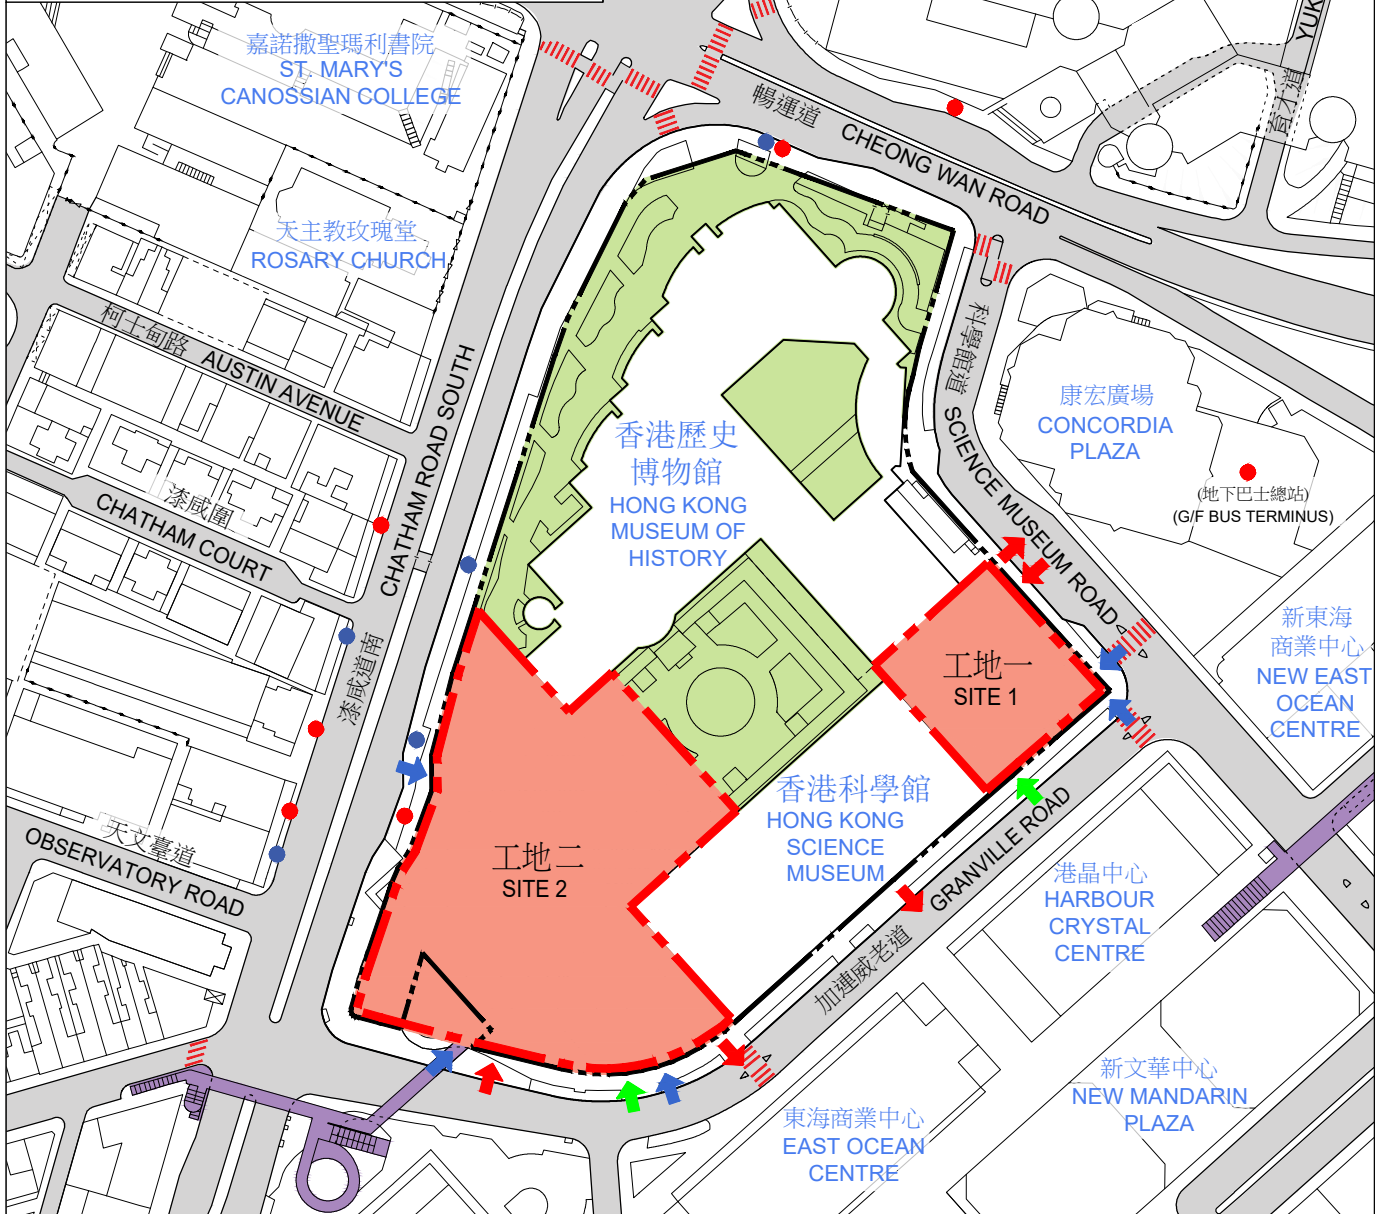 嘉諾撒聖瑪利書院
ST. MARY'S
CANOSSIAN COLLEGE
暢運道
CHEONG WAN ROAD
YUK
育才道
天主教玫瑰堂
ROSARY CHURCH
柯士甸路
AUSTIN AVENUE
CHATHAM ROAD SOUTH
漆咸道南
漆咸圍
CHATHAM COURT
科學館道
SCIENCE MUSEUM ROAD
康宏廣場
CONCORDIA
PLAZA
(地下巴士總站)
(G/F BUS TERMINUS)
香港歷史
博物館
HONG KONG
MUSEUM OF
HISTORY
新東海
商業中心
NEW EAST
OCEAN
CENTRE
工地一
SITE 1
香港科學館
HONG KONG
SCIENCE
MUSEUM
工地二
SITE 2
天文臺道
OBSERVATORY ROAD
加連威老道
GRANVILLE ROAD
港晶中心
HARBOUR
CRYSTAL
CENTRE
新文華中心
NEW MANDARIN
PLAZA
東海商業中心
EAST OCEAN
CENTRE